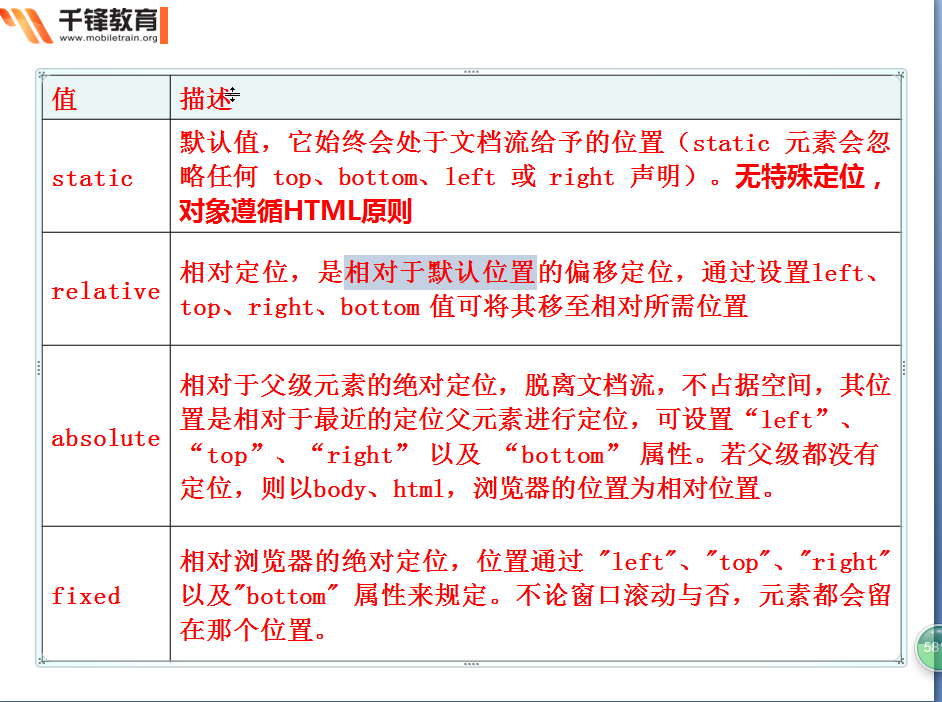 千锋教育
www.mobiletrain.org
值
描述
static
默认值，它始终会处于文档流给予的位置（static 元素会忽
略任何 top、bottom、left 或 right 声明）。无特殊定位，
对象遵循HTML原则
relative
相对定位，是相对于默认位置的偏移定位，通过设置left、
top、right、bottom 值可将其移至相对所需位置
absolute
相对于父级元素的绝对定位，脱离文档流，不占据空间，其位
置是相对于最近的定位父元素进行定位，可设置“left”、
“top”、“right” 以及 “bottom” 属性。若父级都没有
定位，则以body、html，浏览器的位置为相对位置。
fixed
相对浏览器的绝对定位，位置通过 "left"、"top"、"right"
以及"bottom" 属性来规定。不论窗口滚动与否，元素都会留
在那个位置。